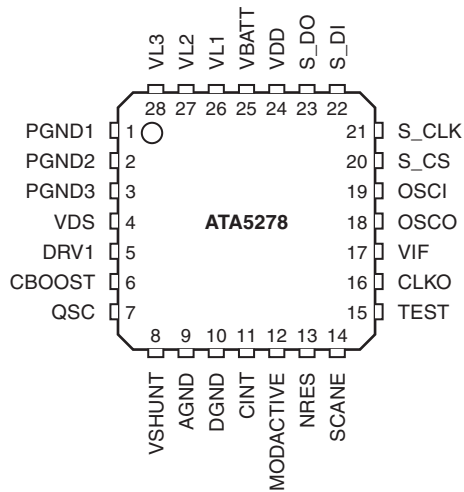 VL3 VL2 VL1 VBATT VDD S_DO S_DI
28 27 26 25 24 23 22
PGND1 1 21 S_CLK
PGND2 2 20 S_CS
PGND3 3 19 OSCI
VDS 4 ATA5278 18 OSCO
DRV1 5 17 VIF
CBOOST 6 16 CLKO
QSC 7 15 TEST
8 9 10 11 12 13 14
VSHUNT AGND DGND CINT MODACTIVE NRES SCANE